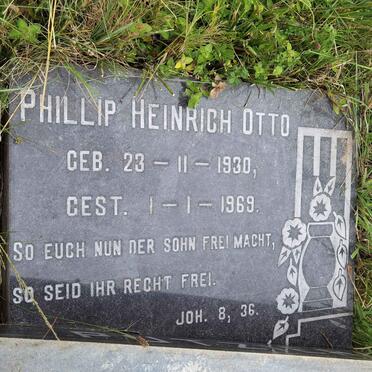 PHILLIP HEINRICH OTTO
GEB. 23 – 11 – 1930,
GEST. 1 – 1 – 1969.
SO EUCH NUN DER SOHN FREI MACHT,
SO SEID IHR RECHT FREI.
JOH. 8, 36.